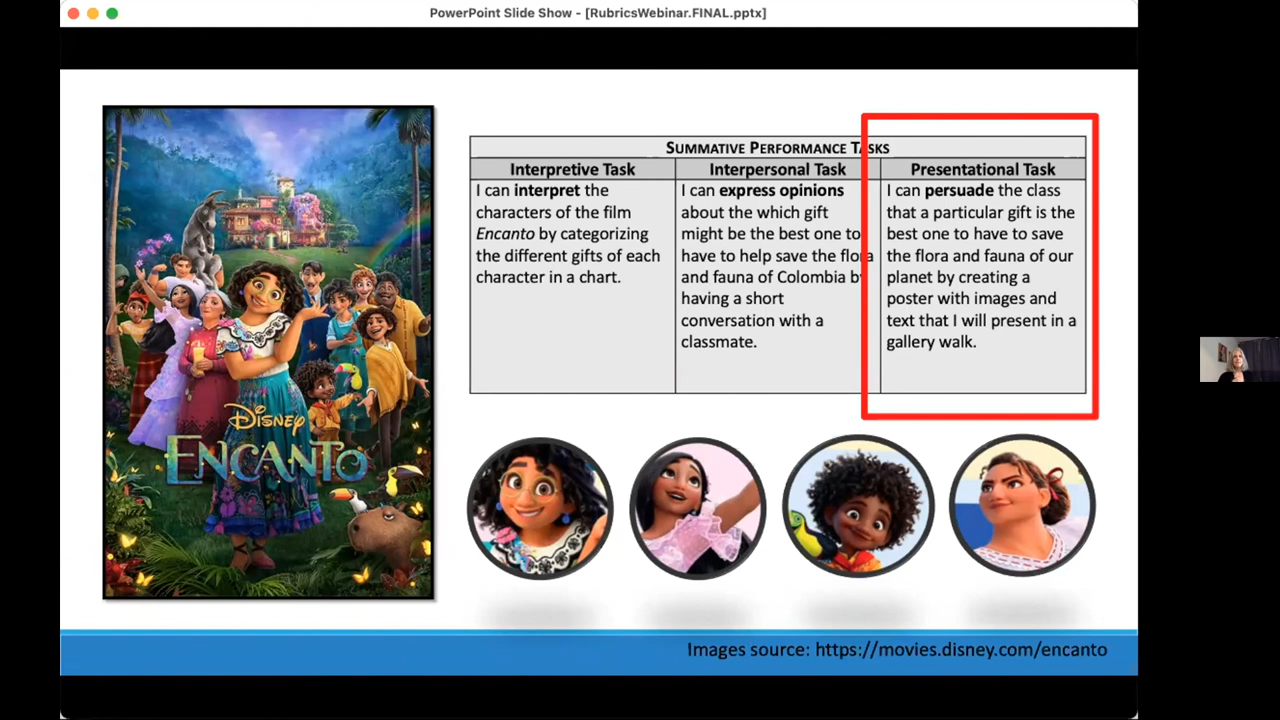 PowerPoint Slide Show - [RubricsWebinar.FINAL.pptx]
DISNEY
ENCANTO
SUMMATIVE PERFORMANCE TASKS
Interpretive Task
I can interpret the
characters of the film
Encanto by categorizing
the different gifts of each
character in a chart.
Interpersonal Task
I can express opinions
about the which gift
might be the best one to
have to help save the flora
and fauna of Colombia by
having a short
conversation with a
classmate.
Presentational Task
I can persuade the class
that a particular gift is the
best one to have to save
the flora and fauna of our
planet by creating a
poster with images and
text that I will present in a
gallery walk.
Images source: https://movies.disney.com/encanto